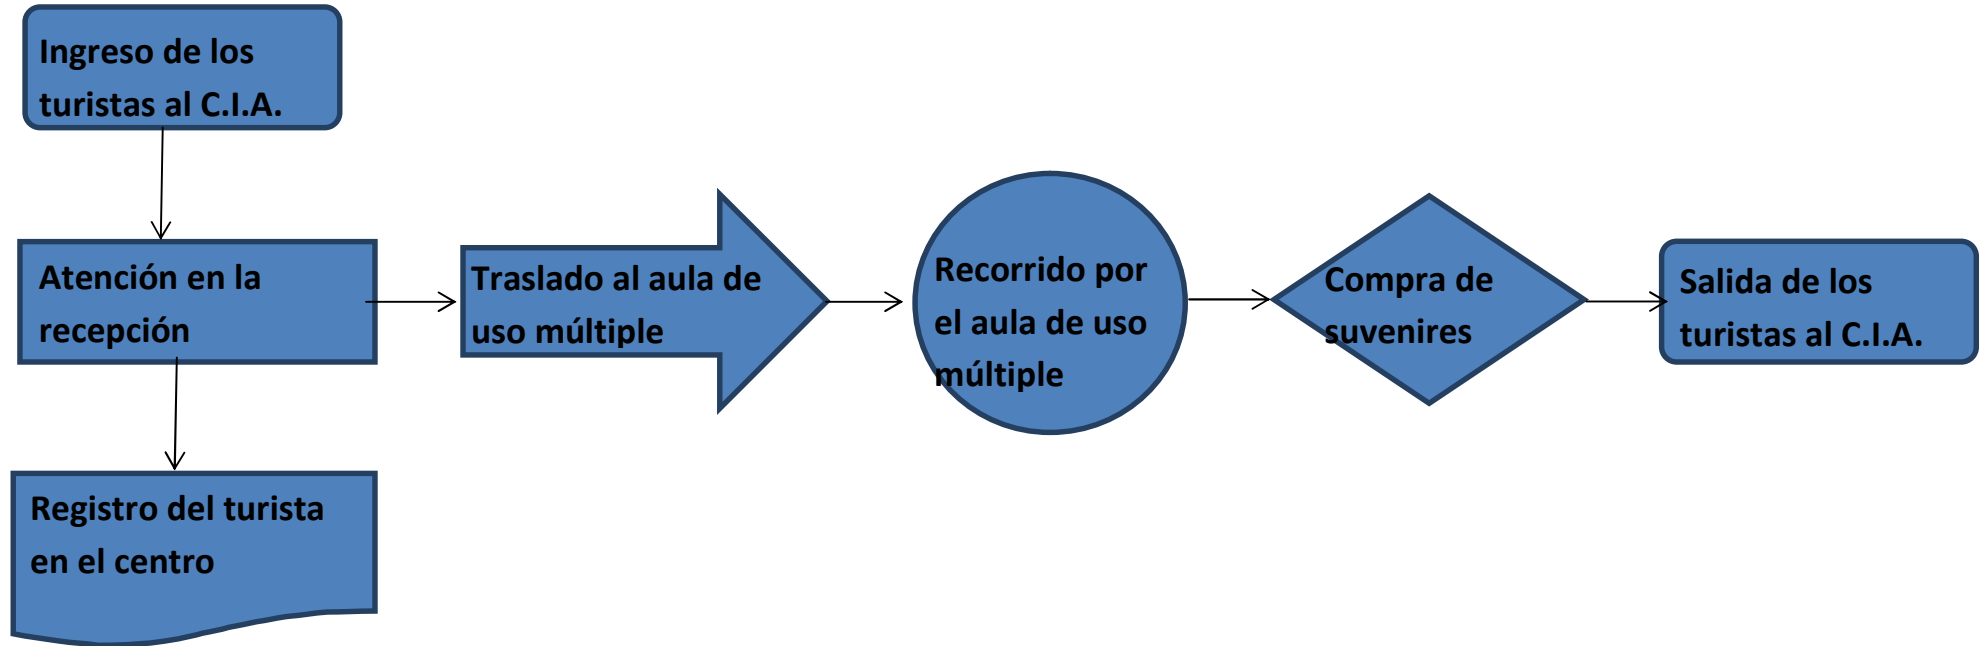 Ingreso de los
turistas al C.I.A.
Atención en la
recepción
Registro del turista
en el centro
Traslado al aula de
uso múltiple
Recorrido por
el aula de uso
múltiple
Compra de
suvenires
Salida de los
turistas al C.I.A.